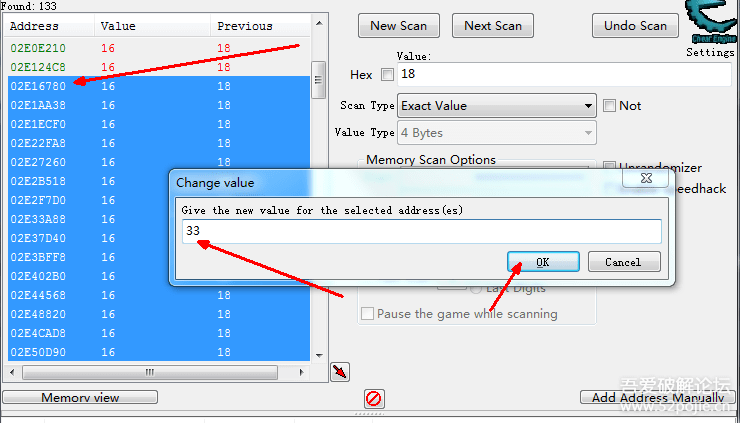 Found: 133
Address Value Previous
02E0E210 16 18
02E124C8 16 18
02E16780 16 18
02E1AA38 16 18
02E1ECF0 16 18
02E22FA8 16 18
02E27260 16 18
02E2B518 16 18
02E2F7D0 16 18
02E33A88 16 18
02E37D40 16 18
02E3BFF8 16 18
02E402B0 16 18
02E44568 16 18
02E48820 16 18
02E4CAD8 16 18
02E50D90 16 18
Memory view
New Scan Next Scan Undo Scan
Cheat Engine
Settings
Value:
Hex 18
Scan Type Exact Value Not
Value Type 4 Bytes
Memory Scan Options
Unrandomizer
speedhack
Change value
Give the new value for the selected address(es)
33
OK Cancel
Last Digits
Pause the game while scanning
Add Address Manually
吾爱破解论坛
www.52pojie.cn